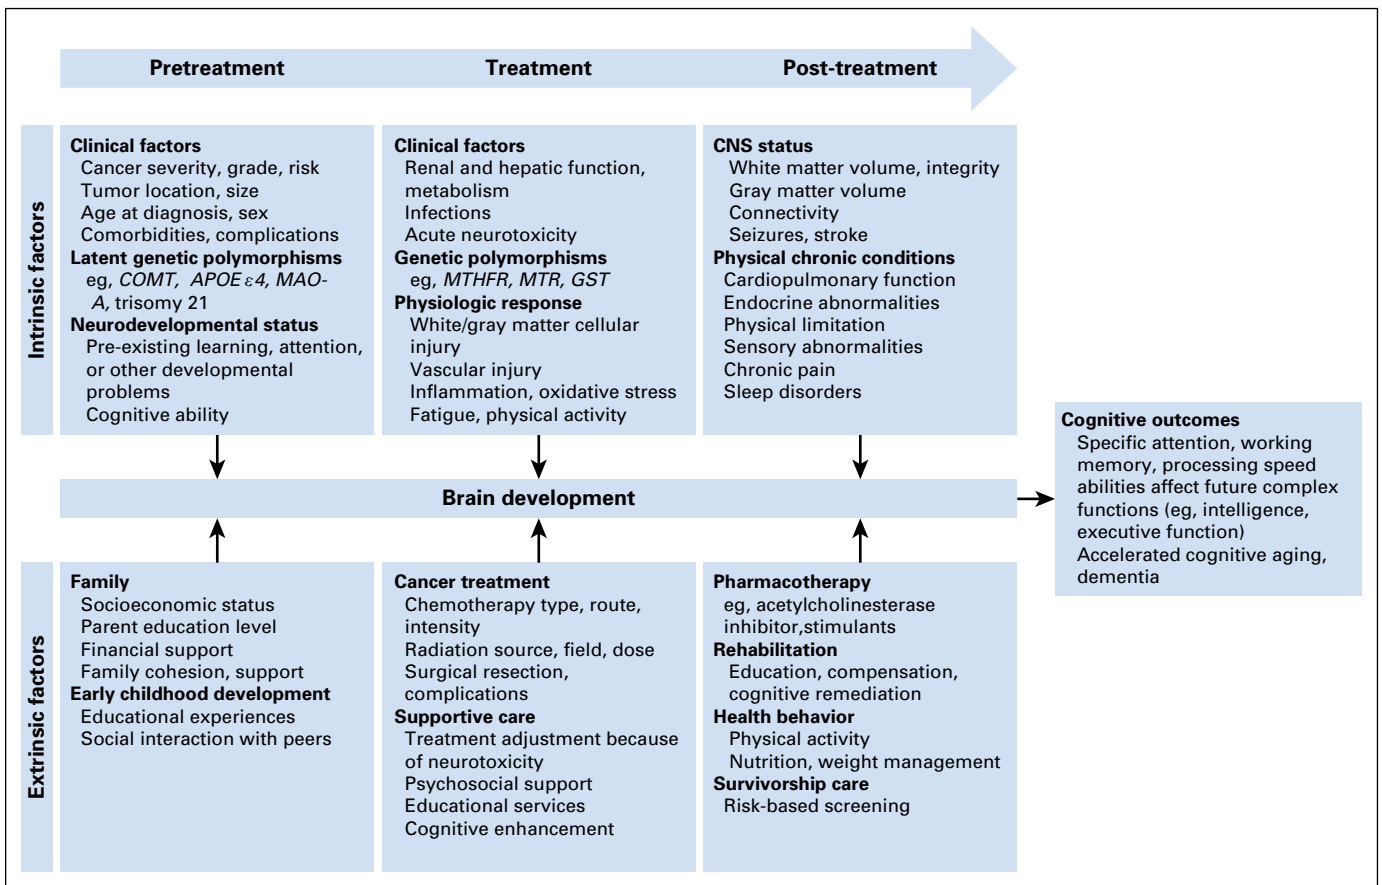 Pretreatment
Treatment
Post-treatment
Intrinsic factors
Clinical factors
Cancer severity, grade, risk
Tumor location, size
Age at diagnosis, sex
Comorbidities, complications
Latent genetic polymorphisms
eg, COMT, APOE ε4, MAO-
A, trisomy 21
Neurodevelopmental status
Pre-existing learning, attention,
or other developmental
problems
Cognitive ability
Clinical factors
Renal and hepatic function,
metabolism
Infections
Acute neurotoxicity
Genetic polymorphisms
eg, MTHFR, MTR, GST
Physiologic response
White/gray matter cellular
injury
Vascular injury
Inflammation, oxidative stress
Fatigue, physical activity
CNS status
White matter volume, integrity
Gray matter volume
Connectivity
Seizures, stroke
Physical chronic conditions
Cardiopulmonary function
Endocrine abnormalities
Physical limitation
Sensory abnormalities
Chronic pain
Sleep disorders
Brain development
Cognitive outcomes
Specific attention, working
memory, processing speed
abilities affect future complex
functions (eg, intelligence,
executive function)
Accelerated cognitive aging,
dementia
Extrinsic factors
Family
Socioeconomic status
Parent education level
Financial support
Family cohesion, support
Early childhood development
Educational experiences
Social interaction with peers
Cancer treatment
Chemotherapy type, route,
intensity
Radiation source, field, dose
Surgical resection,
complications
Supportive care
Treatment adjustment because
of neurotoxicity
Psychosocial support
Educational services
Cognitive enhancement
Pharmacotherapy
eg, acetylcholinesterase
inhibitor,stimulants
Rehabilitation
Education, compensation,
cognitive remediation
Health behavior
Physical activity
Nutrition, weight management
Survivorship care
Risk-based screening